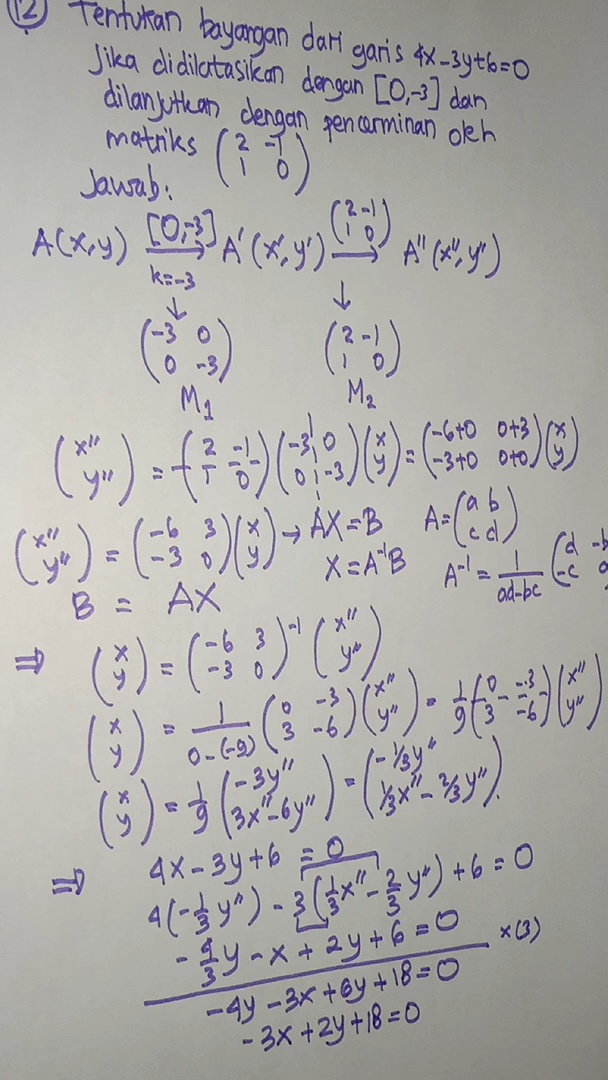 12 Tentukan bayangan dari garis 4x-3y+6=0
Jika didilatasikan dengan [0,-3] dan
dilanjutkan dengan pencerminan oleh
matriks (2 -1
1 0)
Jawab:
A(x,y) [0,-3] k=-3 → A'(x',y') (2 -1 1 0) → A''(x'',y'')
↓ ↓
(-3 0 (2 -1
0 -3) 1 0)
M₁ M₂
(x'' y'') = (2 -1 1 0)(-3 0 0 -3)(x y) = (-6+0 0+3 -3+0 0+0)(x y)
(x'' y'') = (-6 3 -3 0)(x y) → AX=B A=(a b c d)
B = AX X=A⁻¹B A⁻¹ = 1/ad-bc (d -b -c a
⇒ (x y) = (-6 3 -3 0)⁻¹ (x'' y'')
(x y) = 1/0-(-9) (0 -3 3 -6)(x'' y'') = 1/9 (0 -3 3 -6)(x'' y'')
(x y) = 1/9 (-3y'' 3x''-6y'') = (-1/3y'' 1/3x''-2/3y'').
⇒ 4x-3y+6=0
4(-1/3 y'') - 3(1/3 x'' - 2/3 y'') + 6 = 0
-4/3 y - x + 2y + 6 = 0 x(3)
-4y - 3x + 6y + 18 = 0
-3x + 2y + 18 = 0